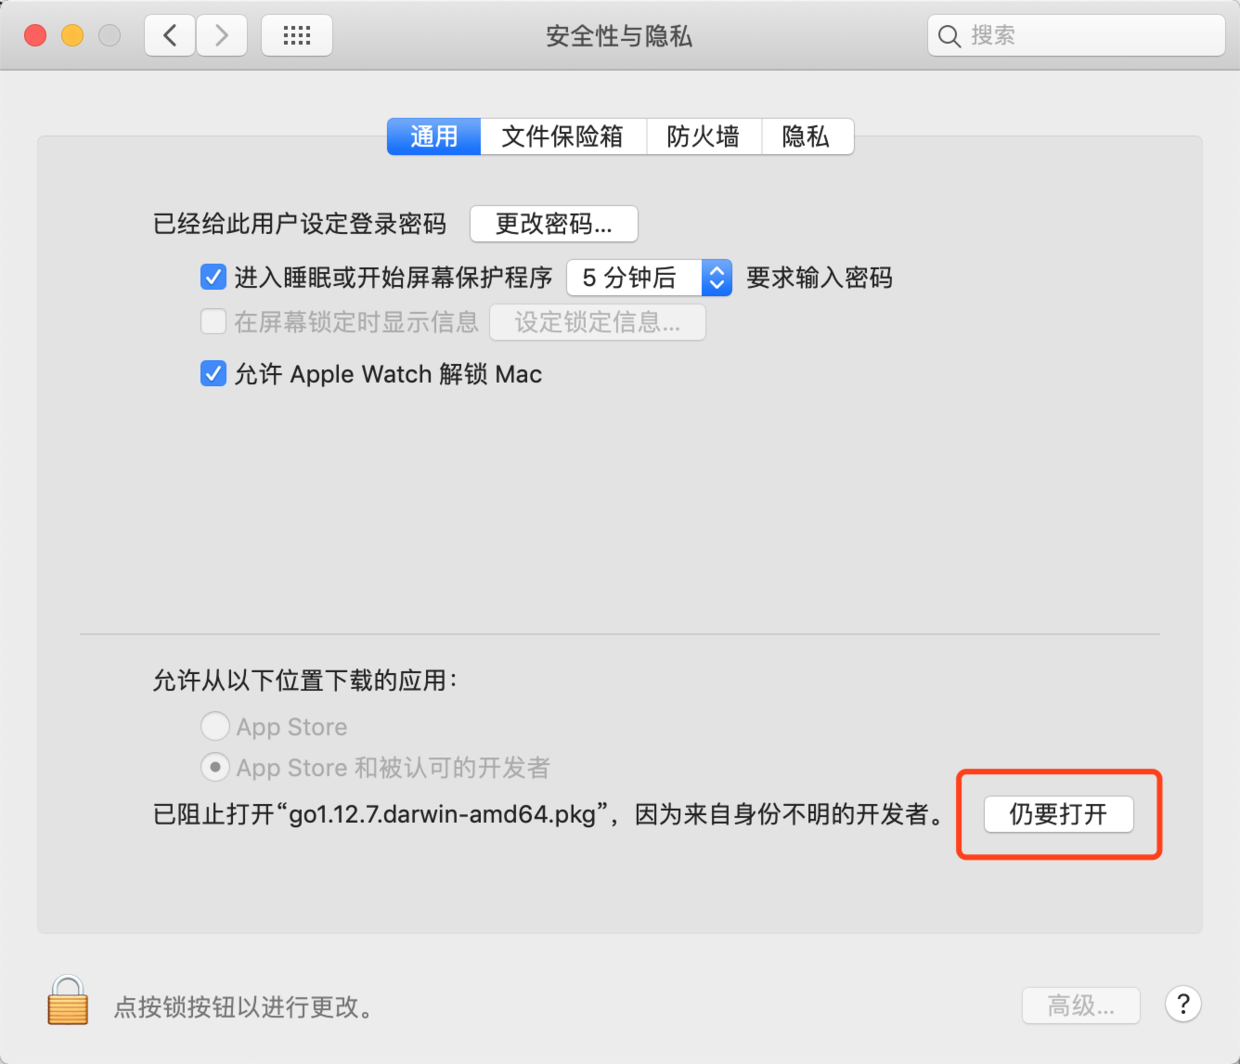 安全性与隐私
搜索
通用 文件保险箱 防火墙 隐私
已经给此用户设定登录密码 更改密码...
进入睡眠或开始屏幕保护程序 5 分钟后 要求输入密码
在屏幕锁定时显示信息 设定锁定信息...
允许 Apple Watch 解锁 Mac
允许从以下位置下载的应用：
App Store
App Store 和被认可的开发者
已阻止打开“go1.12.7.darwin-amd64.pkg”，因为来自身份不明的开发者。 仍要打开
点按锁按钮以进行更改。
高级... ?